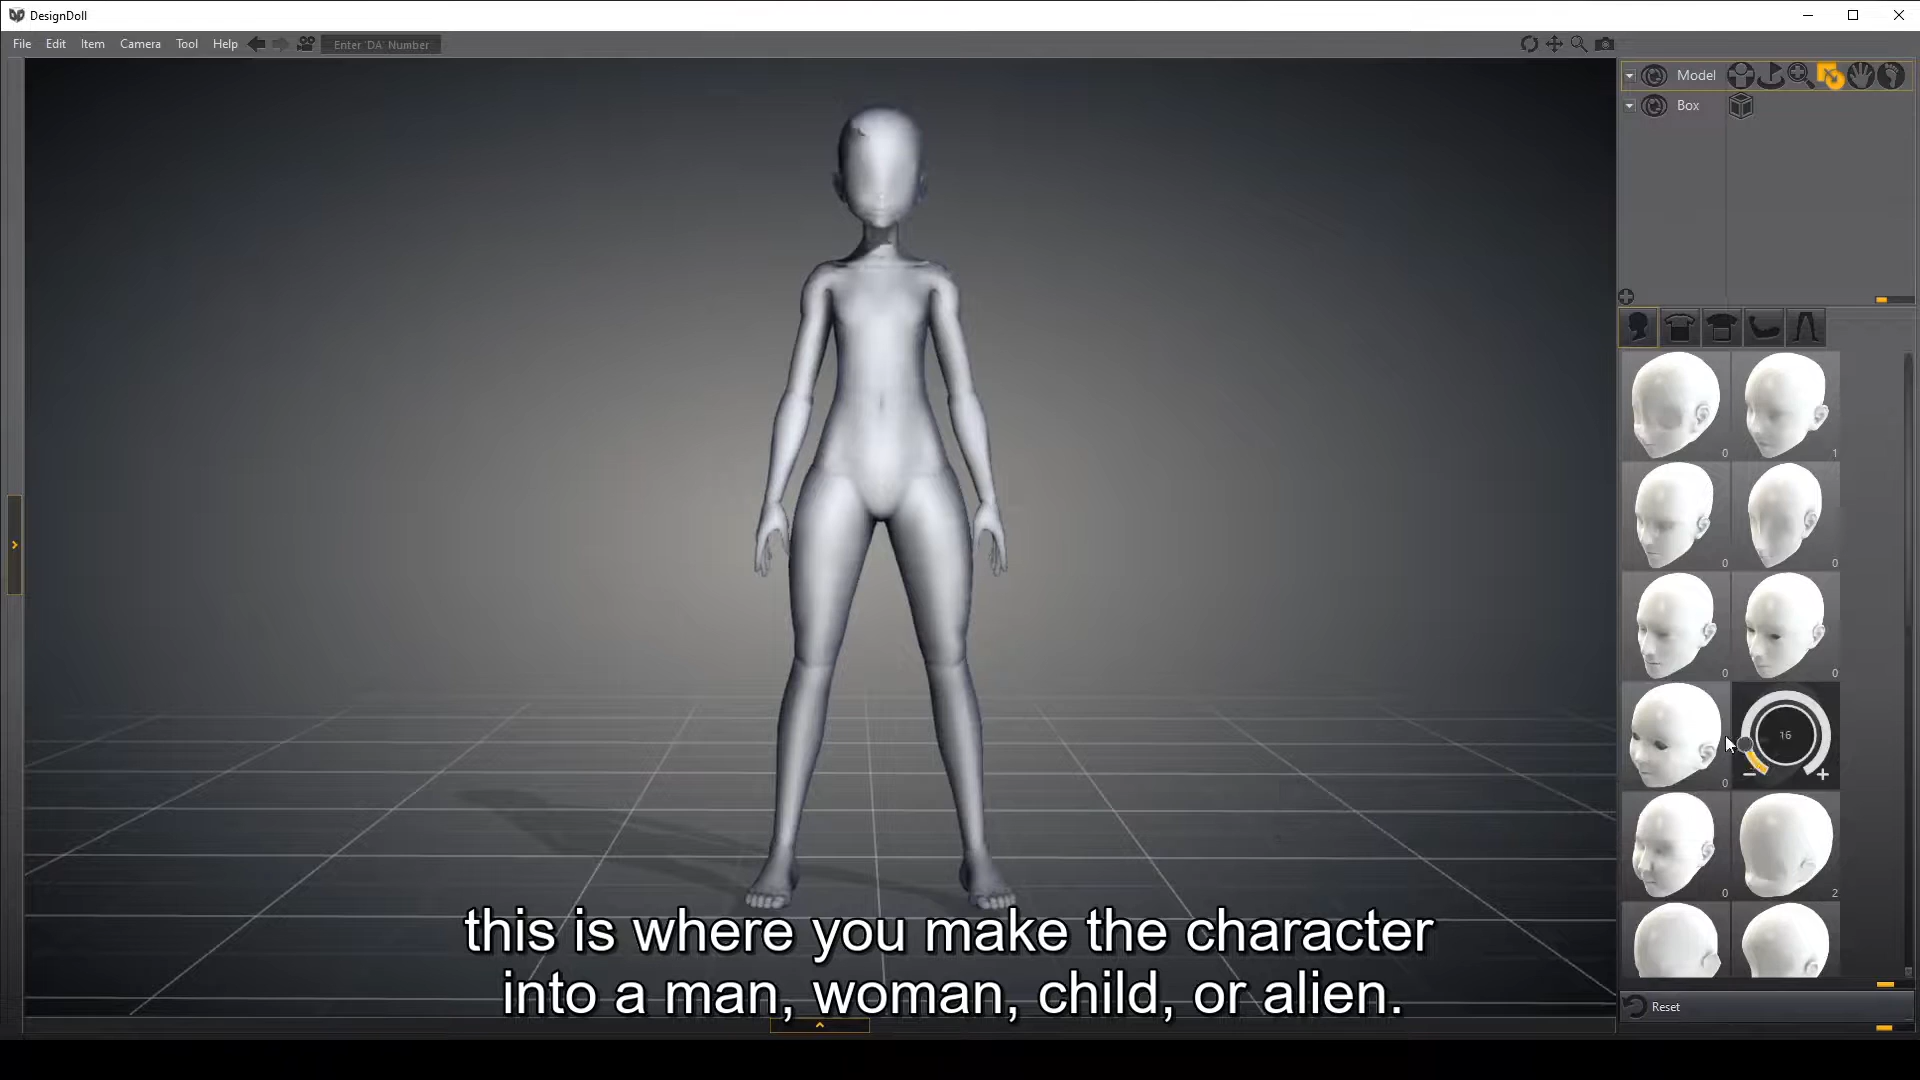 DesignDoll
File Edit Item Camera Tool Help Enter 'DA' Number
Model
Box
0 1
0 0
0 0
0 16
0 2
Reset
this is where you make the character
into a man, woman, child, or alien.